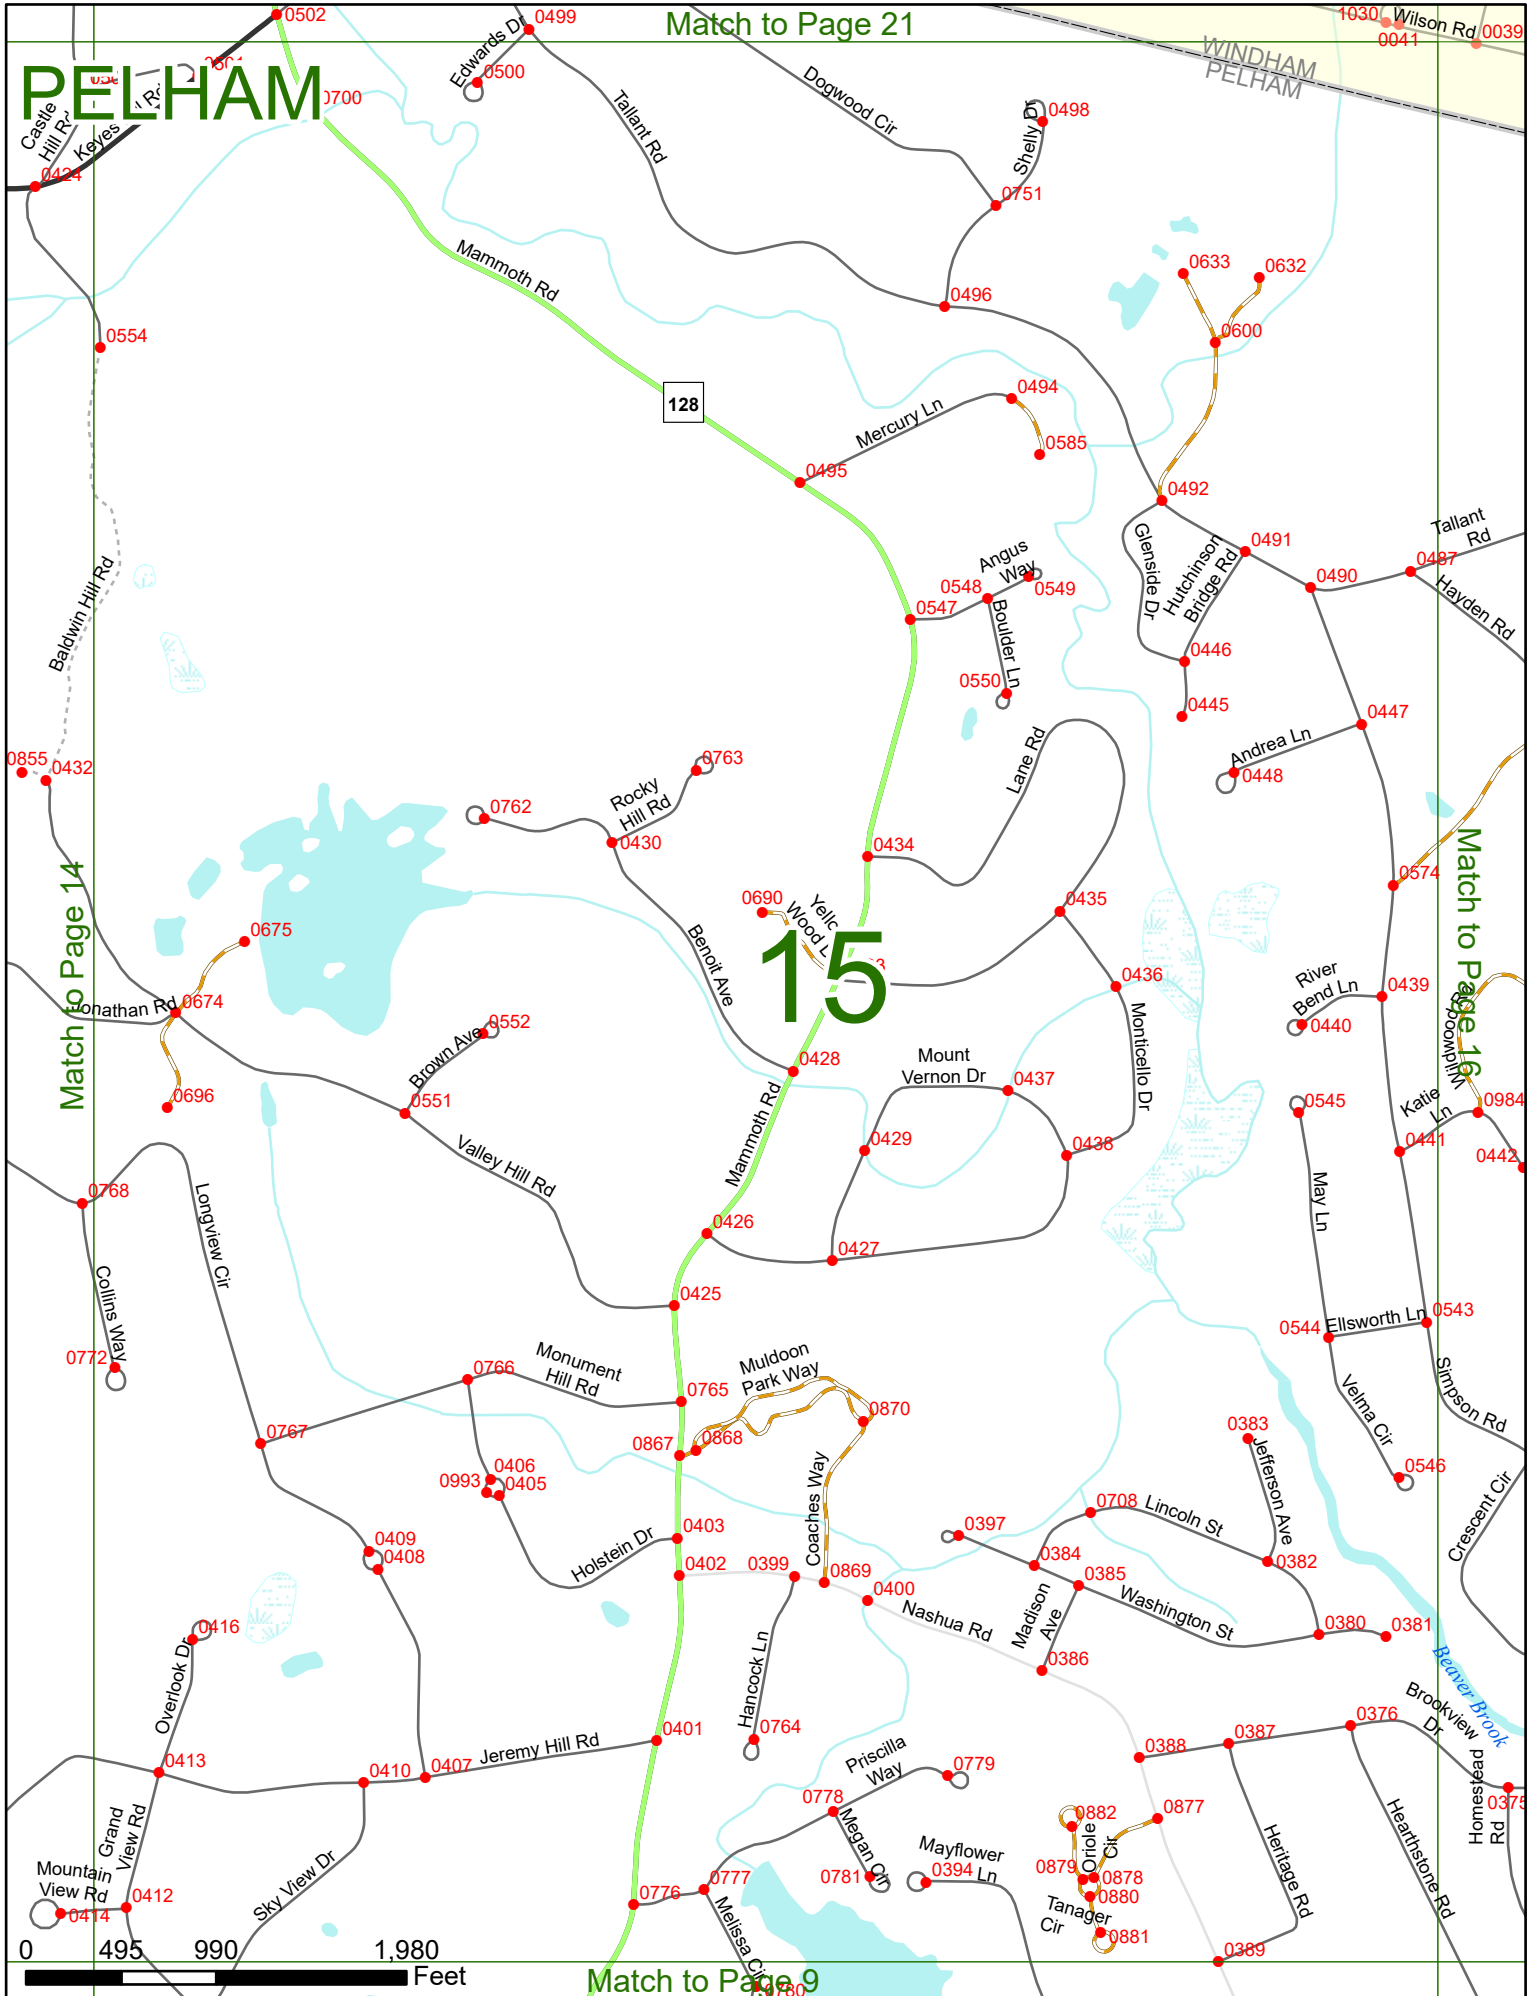 0502
0499
Match to Page 21
1030
Wilson Rd
0041
0039
Edwards Dr
0500
WINDHAM
PELHAM
PELHAM
0700
Castle
Hill Rd
Keyes
Tallant Rd
Dogwood Cir
Shelly Dr
0498
0424
0751
Mammoth Rd
0633
0632
0496
0554
0600
128
Mercury Ln
0494
0585
0495
0492
Glenside Dr
Hutchinson
Bridge Rd
0491
Tallant
Rd
0490
0487
Hayden Rd
Angus
Way
0548
0549
0547
Boulder Ln
0550
Baldwin Hill Rd
0446
0445
0447
Andrea Ln
0448
0855
0432
0763
Rocky
Hill Rd
0762
0430
Lane Rd
0434
0574
Match to Page 14
Match to Page 16
0690
Wood L
0435
0675
Benoit Ave
15
0436
River
Bend Ln
0439
0440
Jonathan Rd
0674
0552
Brown Ave
Monticello Dr
Wildwood Rd
0428
Mount
Vernon Dr
0437
0696
0551
0545
Katie
Ln
0984
0441
0442
Valley Hill Rd
Mammoth Rd
0429
0438
0768
Longview Cir
May Ln
0426
0427
Collins Way
0425
0544
Ellsworth Ln
0543
0772
0766
Monument
Hill Rd
Muldoon
Park Way
0765
Velma Cir
Simpson Rd
0767
0870
0383
0867
0868
0406
0993
0405
Coaches Way
Jefferson Ave
0546
0708
Lincoln St
Crescent Cir
0397
0403
0409
0408
Holstein Dr
0402
0399
0869
0384
0382
0385
0400
Nashua Rd
Madison
Ave
Washington St
0416
0380
0381
Hancock Ln
0386
Beaver Brook
Overlook Dr
0401
0764
0376
Brookview
Dr
0387
0388
0413
0410
0407
Jeremy Hill Rd
Priscilla
Way
0779
Homestead
Rd
0375
Grand
View Rd
0778
0882
0877
Megan Cir
Oriole
Cir
Hearthstone Rd
Mountain
View Rd
Sky View Dr
Mayflower
Ln
0781
0394
0879
0878
0880
Heritage Rd
0412
0414
0777
0776
Tanager
Cir
0881
Melissa Cir
0389
0 495 990 1,980
Feet
Match to Page 9
0780